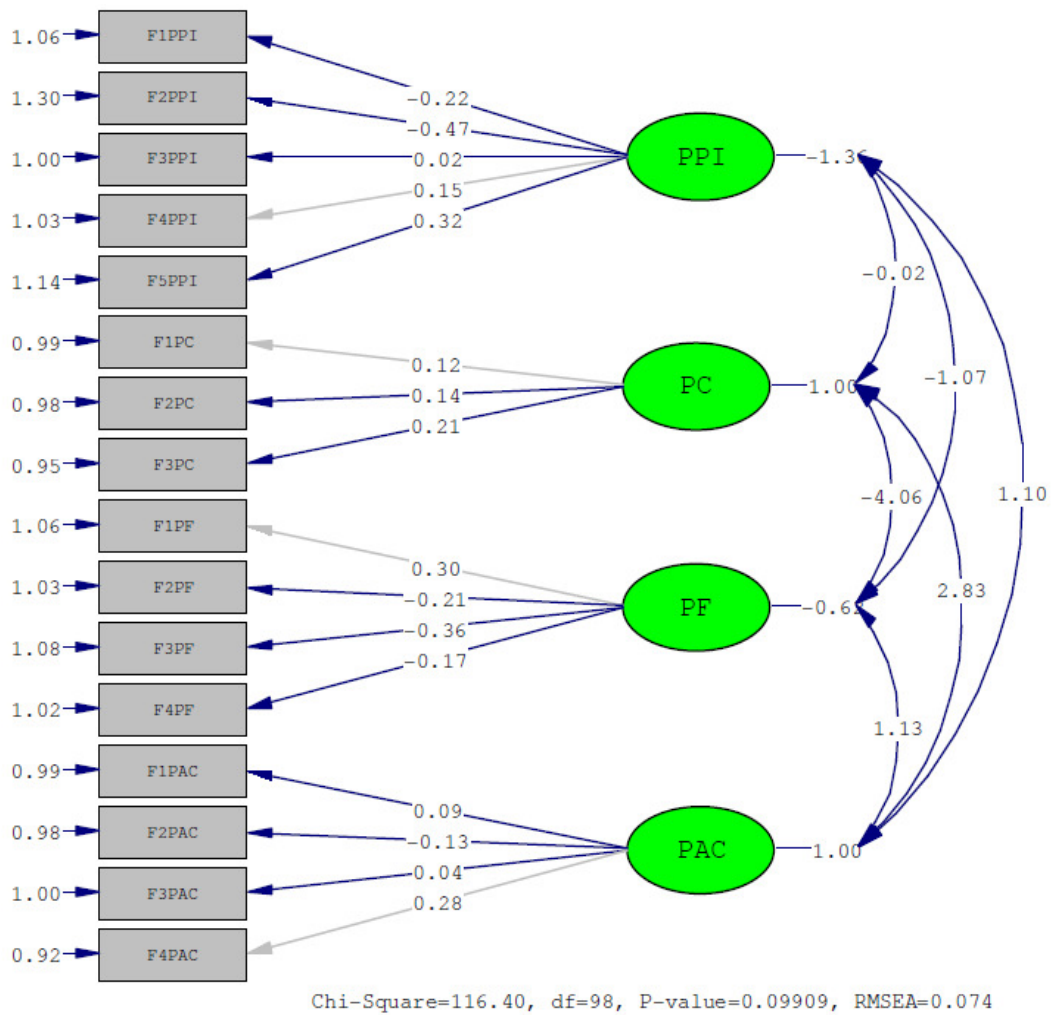 1.06 F1PPI
1.30 F2PPI
1.00 F3PPI
1.03 F4PPI
1.14 F5PPI
0.99 F1PC
0.98 F2PC
0.95 F3PC
1.06 F1PF
1.03 F2PF
1.08 F3PF
1.02 F4PF
0.99 F1PAC
0.98 F2PAC
1.00 F3PAC
0.92 F4PAC
-0.22
-0.47
0.02
0.15
0.32
0.12
0.14
0.21
0.30
-0.21
-0.36
-0.17
0.09
-0.13
0.04
0.28
PPI
PC 1.00
PF
PAC 1.00
-0.02
-1.07
-4.06
1.10
2.83
1.13
Chi-Square=116.40, df=98, P-value=0.09909, RMSEA=0.074